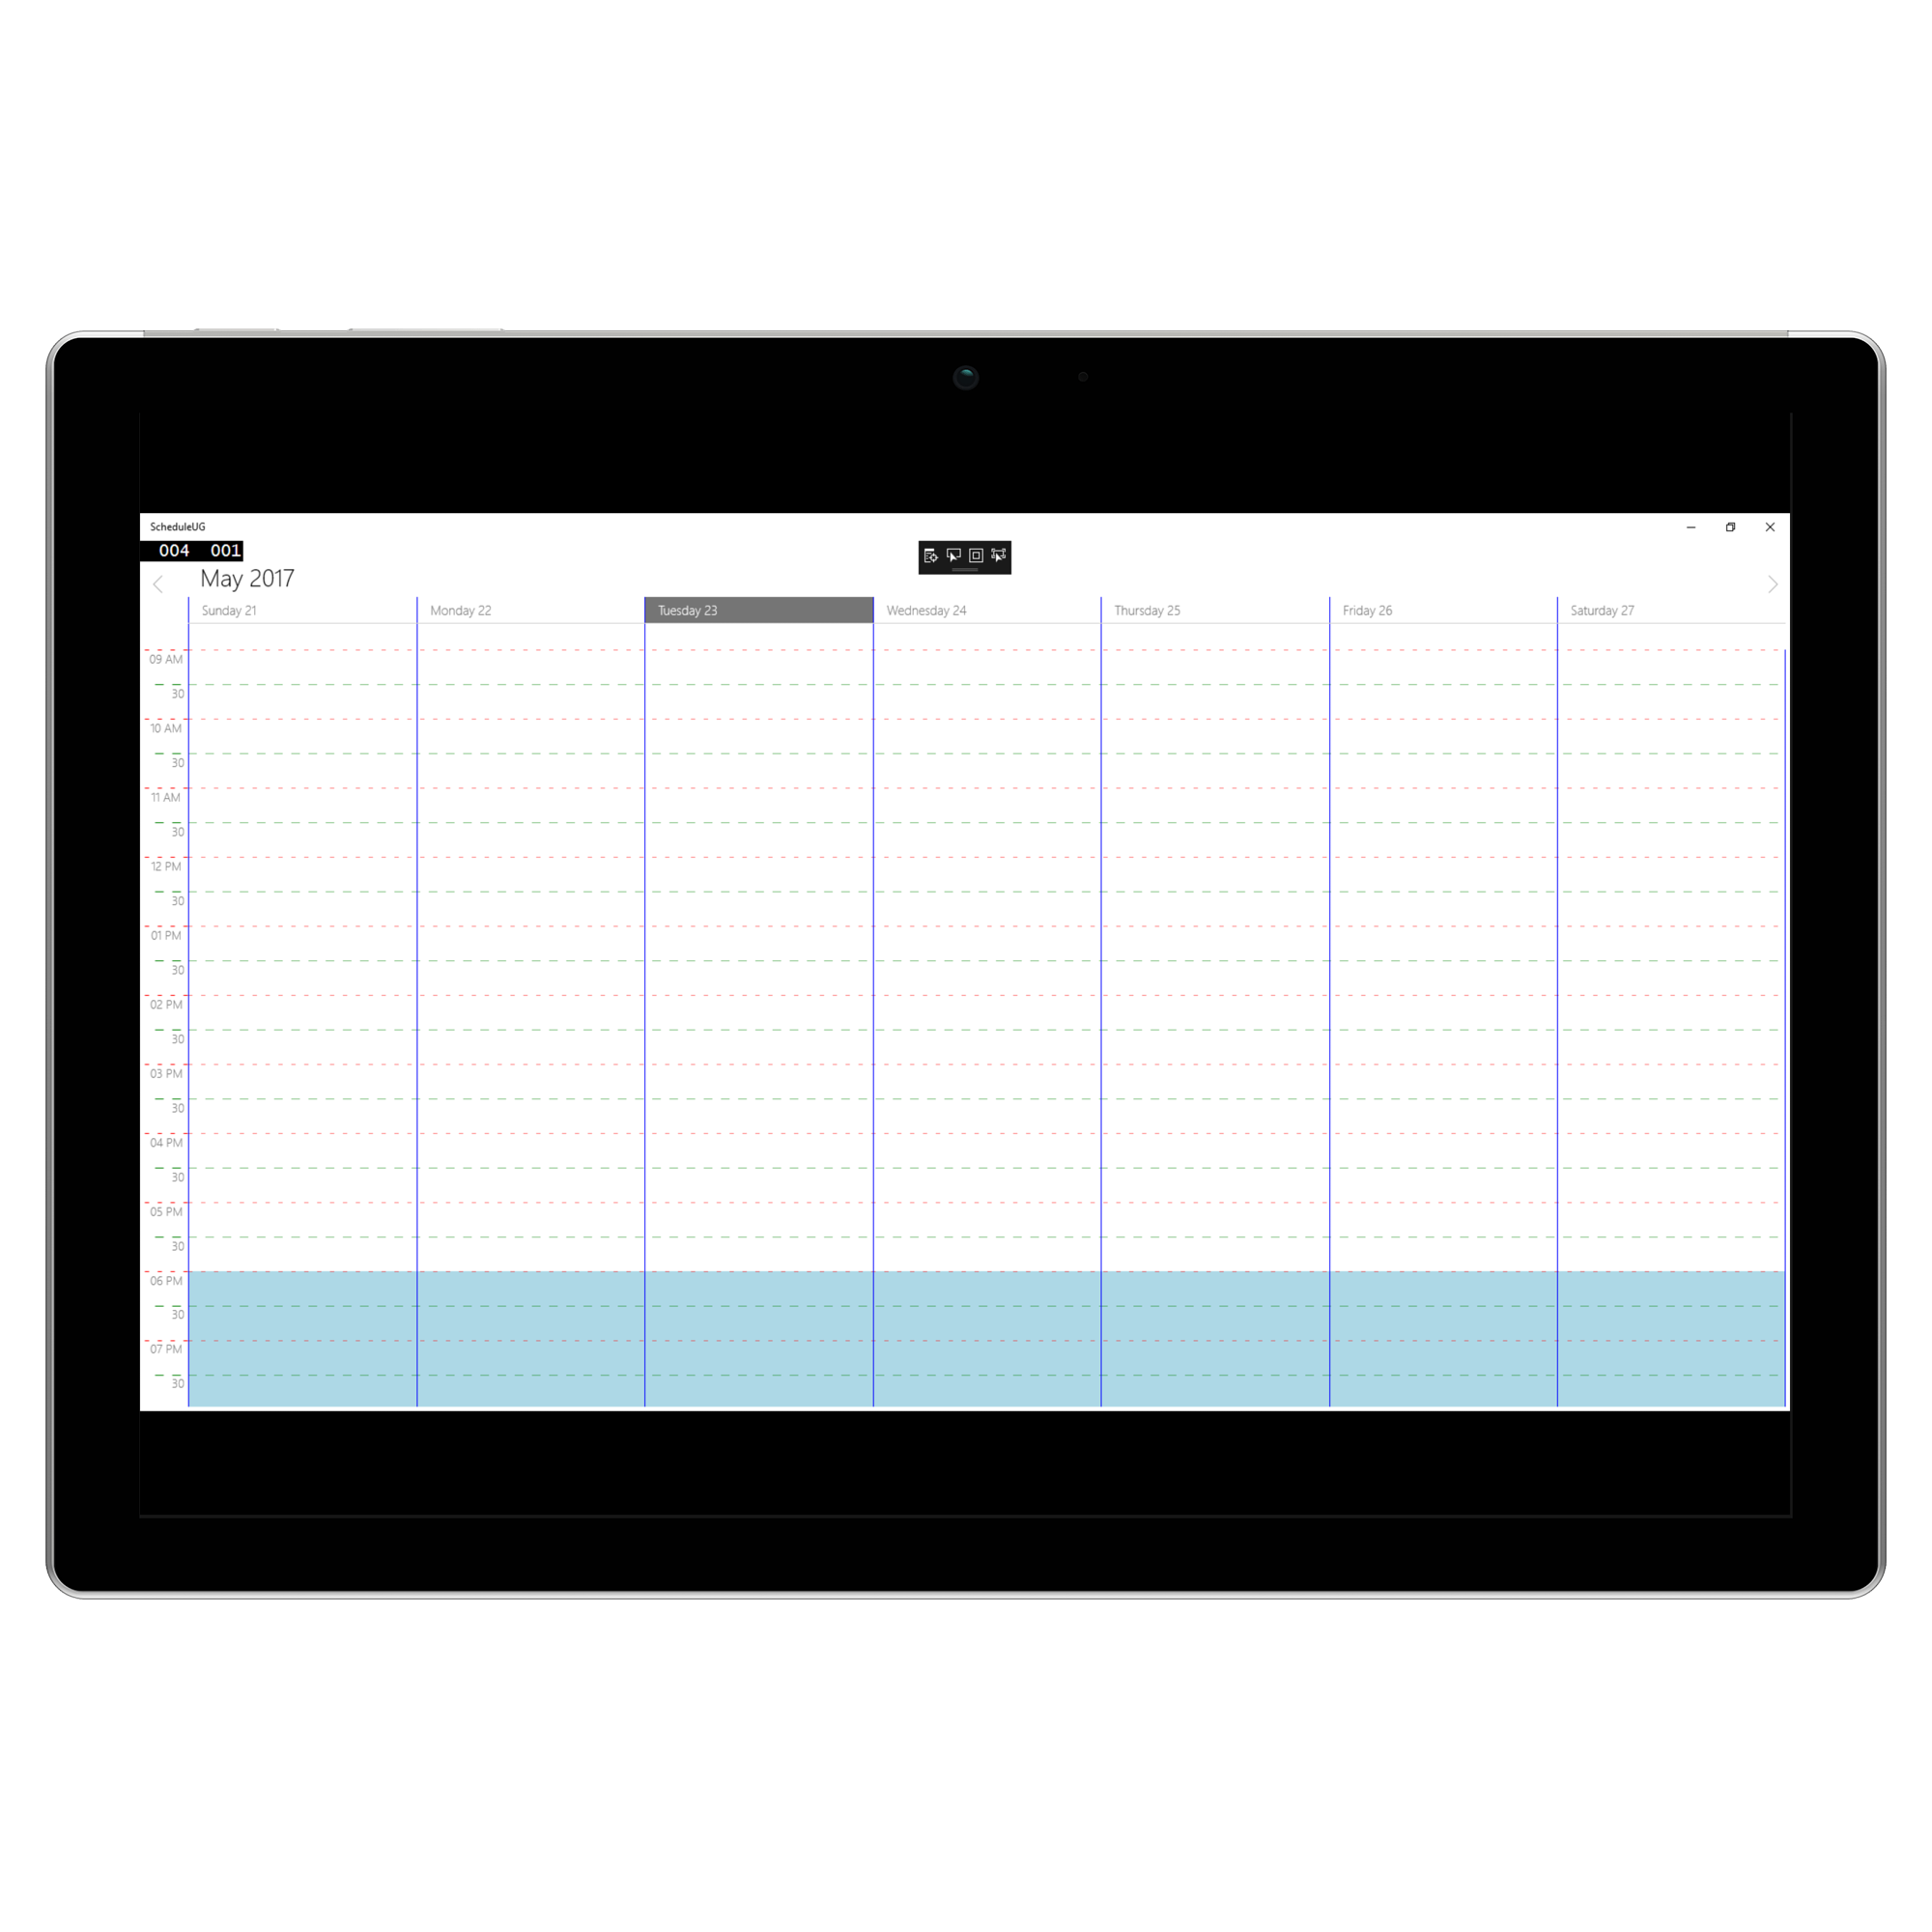 ScheduleUG
004 001
May 2017
Sunday 21 Monday 22 Tuesday 23 Wednesday 24 Thursday 25 Friday 26 Saturday 27
09 AM
30
10 AM
30
11 AM
30
12 PM
30
01 PM
30
02 PM
30
03 PM
30
04 PM
30
05 PM
30
06 PM
30
07 PM
30